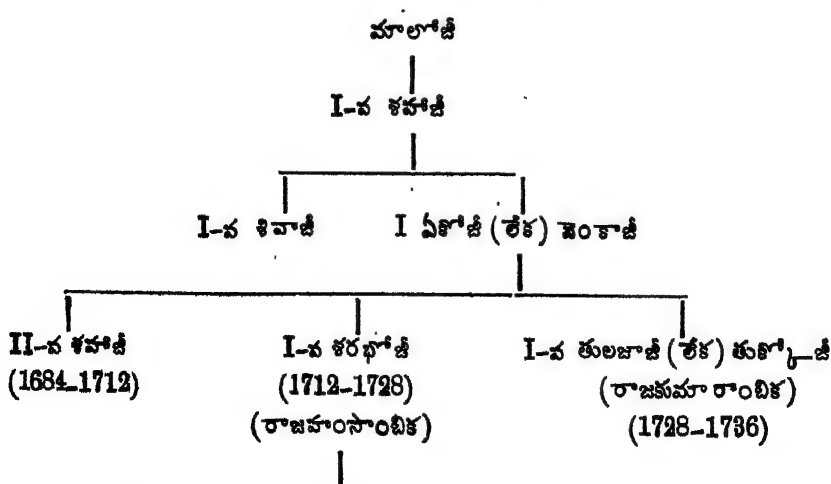 మాలోజీ
I-వ శహాజీ
I-వ శివాజీ I ఏకోజీ (లేక) వెంకాజీ
II-వ శహాజీ I-వ శరభోజీ I-వ తులజాజీ (లేక) తుక్కోజీ
(1684-1712) (1712-1728) (రాజకుమారాంబిక)
(రాజహంసాంబిక) (1728-1736)